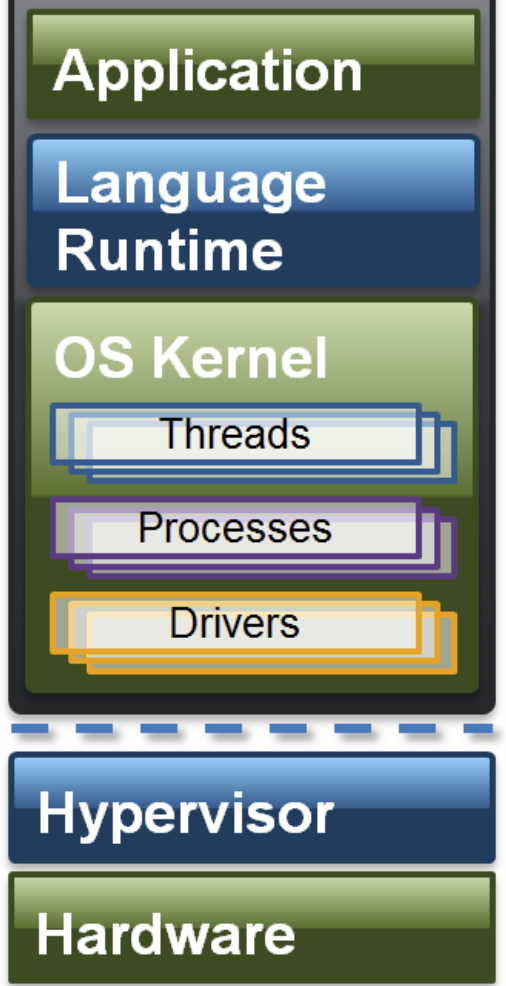 Application
Language
Runtime
OS Kernel
Threads
Processes
Drivers
Hypervisor
Hardware